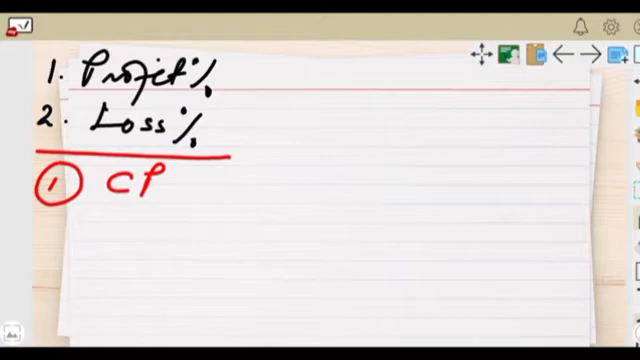 1. Profit%
2. Loss%
① CP